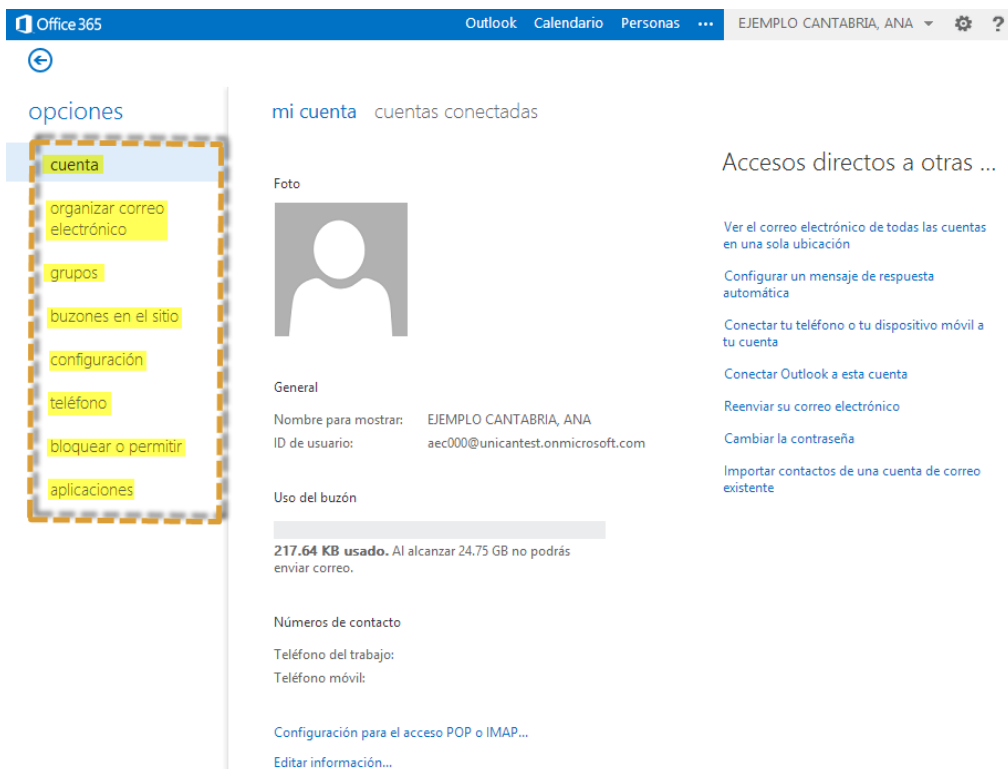 Office 365
Outlook Calendario Personas ··· EJEMPLO CANTABRIA, ANA ?
opciones
cuenta
organizar correo
electrónico
grupos
buzones en el sitio
configuración
teléfono
bloquear o permitir
aplicaciones
mi cuenta cuentas conectadas
Foto
General
Nombre para mostrar: EJEMPLO CANTABRIA, ANA
ID de usuario: aec000@unicantest.onmicrosoft.com
Uso del buzón
217.64 KB usado. Al alcanzar 24.75 GB no podrás
enviar correo.
Números de contacto
Teléfono del trabajo:
Teléfono móvil:
Configuración para el acceso POP o IMAP...
Editar información...
Accesos directos a otras ...
Ver el correo electrónico de todas las cuentas
en una sola ubicación
Configurar un mensaje de respuesta
automática
Conectar tu teléfono o tu dispositivo móvil a
tu cuenta
Conectar Outlook a esta cuenta
Reenviar su correo electrónico
Cambiar la contraseña
Importar contactos de una cuenta de correo
existente